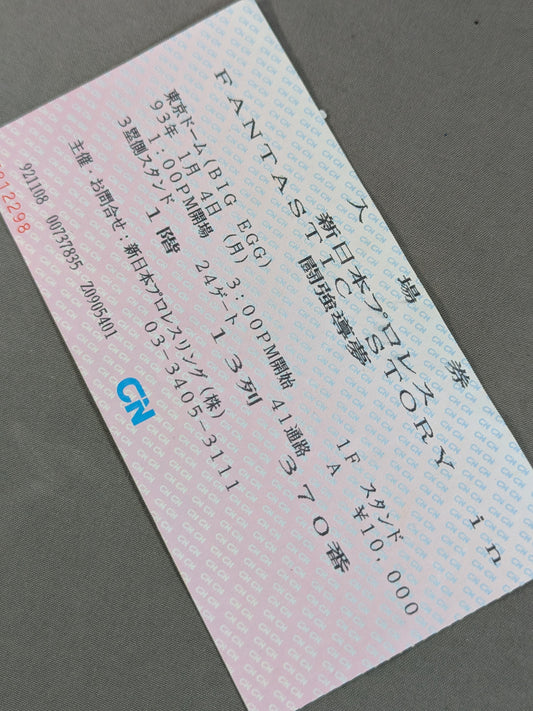 入場券
新日本プロレス
FANTASTIC STORY in
闘強導夢
1F スタンド
A ¥10,000
東京ドーム(BIG EGG)
93年 1月 4日 (月) 3:00PM開始 41通路
1:00PM開場 24ゲート 13列 370番
3塁側スタンド 1階
主催・お問合せ:新日本プロレスリング(株)
03-3405-3111
921108 00737835 Z0905401
CN
12298